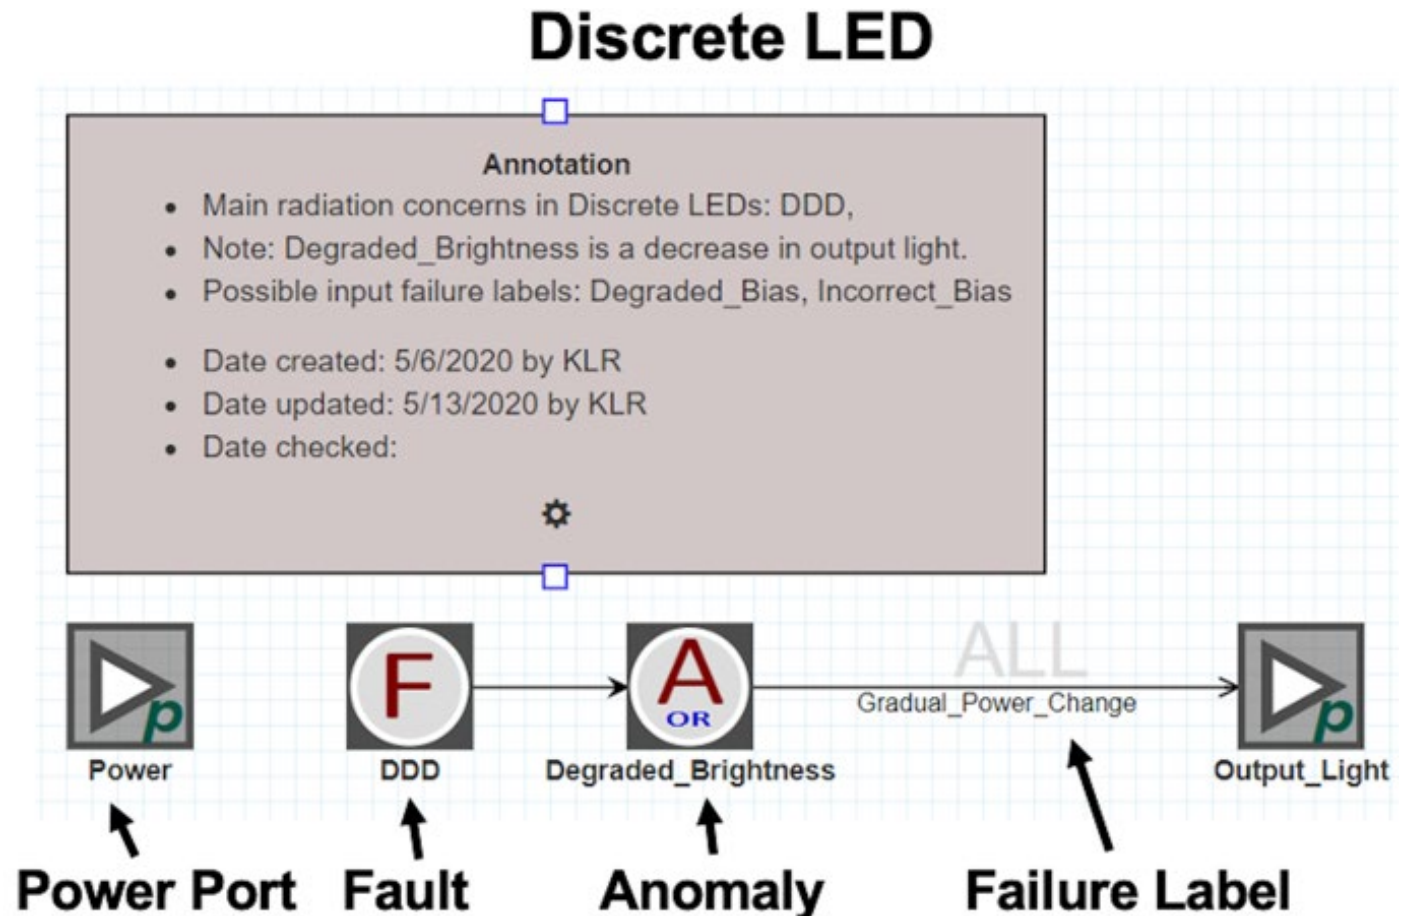 Discrete LED
Annotation
• Main radiation concerns in Discrete LEDs: DDD,
• Note: Degraded_Brightness is a decrease in output light.
• Possible input failure labels: Degraded_Bias, Incorrect_Bias
• Date created: 5/6/2020 by KLR
• Date updated: 5/13/2020 by KLR
• Date checked:
F
A
OR
ALL
Gradual_Power_Change
p
p
Power
DDD
Degraded_Brightness
Output_Light
Power Port
Fault
Anomaly
Failure Label